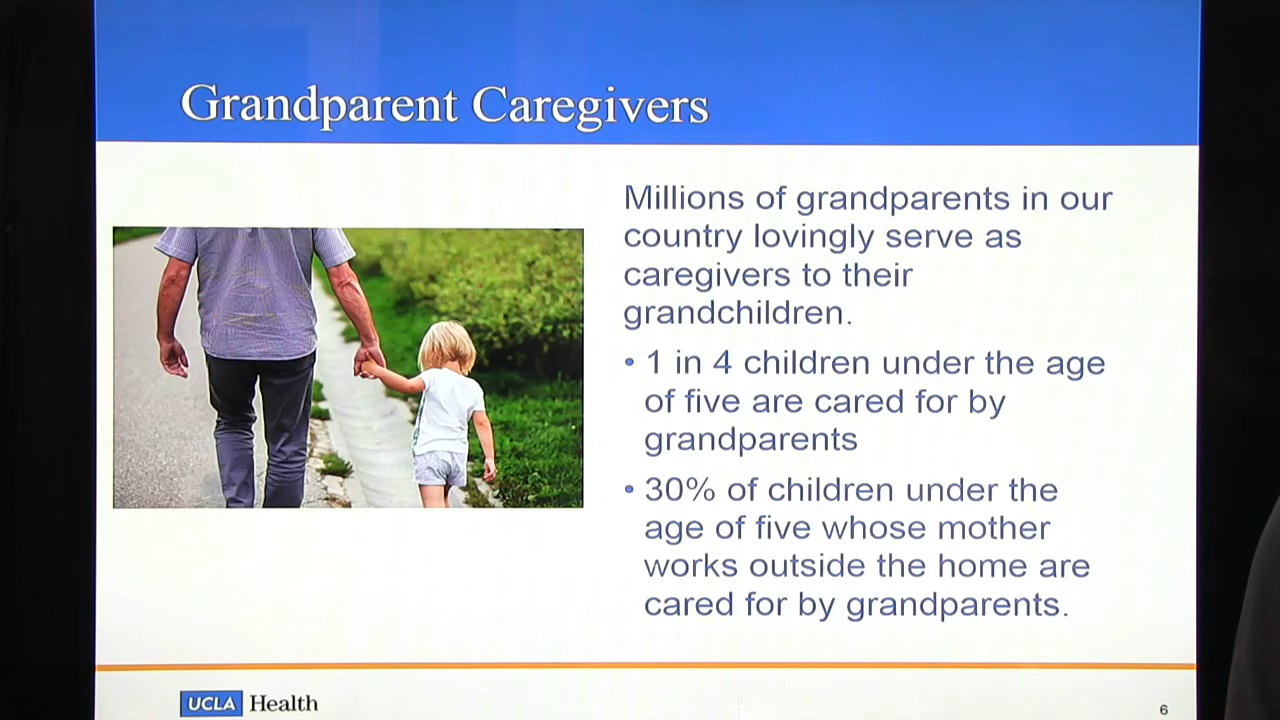 Grandparent Caregivers
Millions of grandparents in our
country lovingly serve as
caregivers to their
grandchildren.
• 1 in 4 children under the age
of five are cared for by
grandparents
• 30% of children under the
age of five whose mother
works outside the home are
cared for by grandparents.
UCLA Health
6